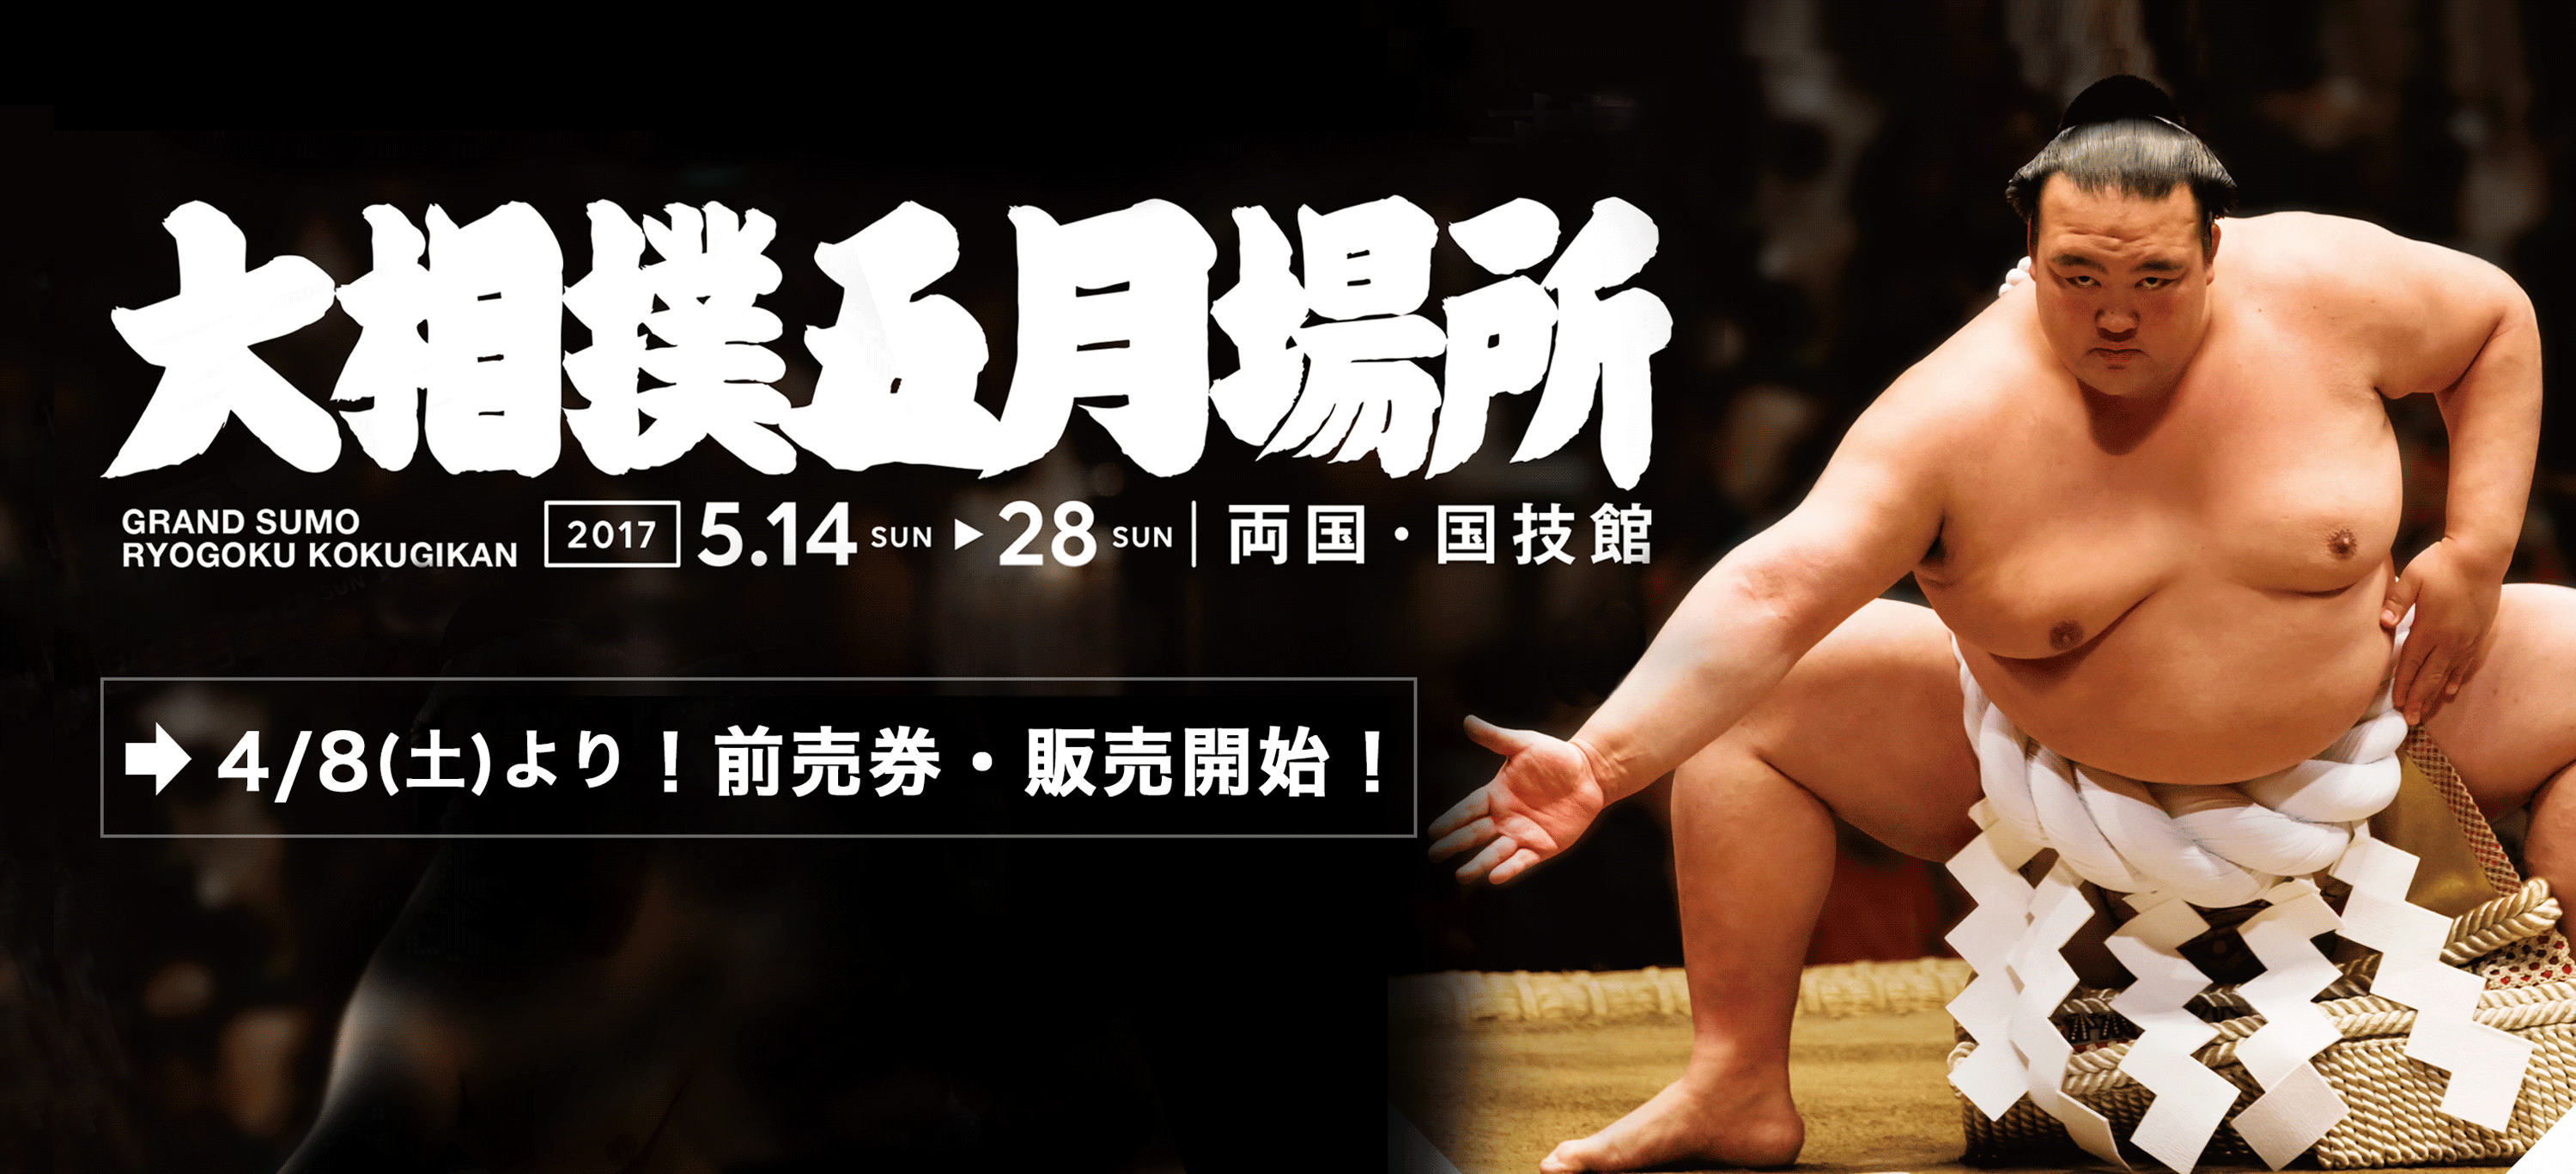 大相撲五月場所
GRAND SUMO
RYOGOKU KOKUGIKAN
2017 5.14 SUN ▶ 28 SUN | 両国・国技館
➡ 4/8(土)より！前売券・販売開始！